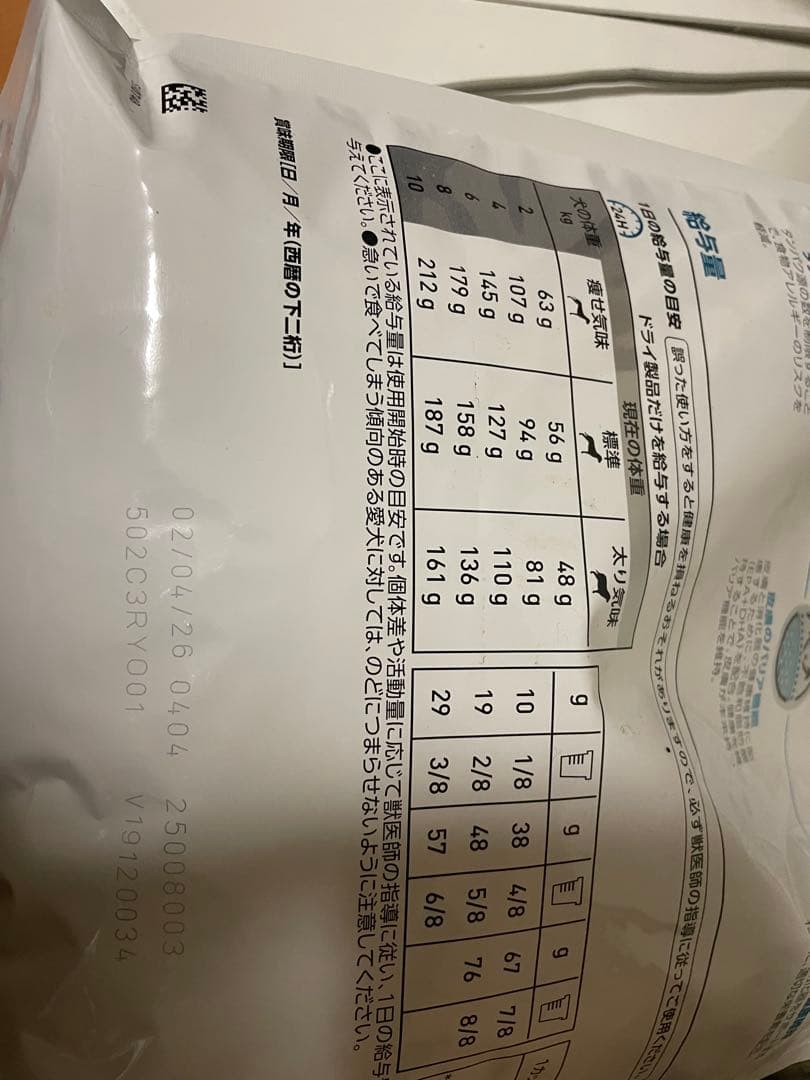 給与量
誤った使い方をすると健康を損ねるおそれがありますので、必ず獣医師の指導に従ってご使用ください。
1日の給与量の目安 ドライ製品だけを給与する場合
24H
現在の体重
犬の体重 kg 痩せ気味 標準 太り気味
2 63 g 56 g 48 g
4 107 g 94 g 81 g
6 145 g 127 g 110 g
8 179 g 158 g 136 g
10 212 g 187 g 161 g
g g g
10 1/8 38 4/8 67 7/8
19 2/8 48 5/8 76 8/8
29 3/8 57 6/8
●ここに表示されている給与量は使用開始時の目安です。個体差や活動量に応じて獣医師の指導に従い、1日の給与
与えてください。●急いで食べてしまう傾向のある愛犬に対しては、のどにつまらせないように注意してください。
賞味期限[日/月/年(西暦の下二桁)]
02/04/26 0404 25008003
502C3RY001 V19120034